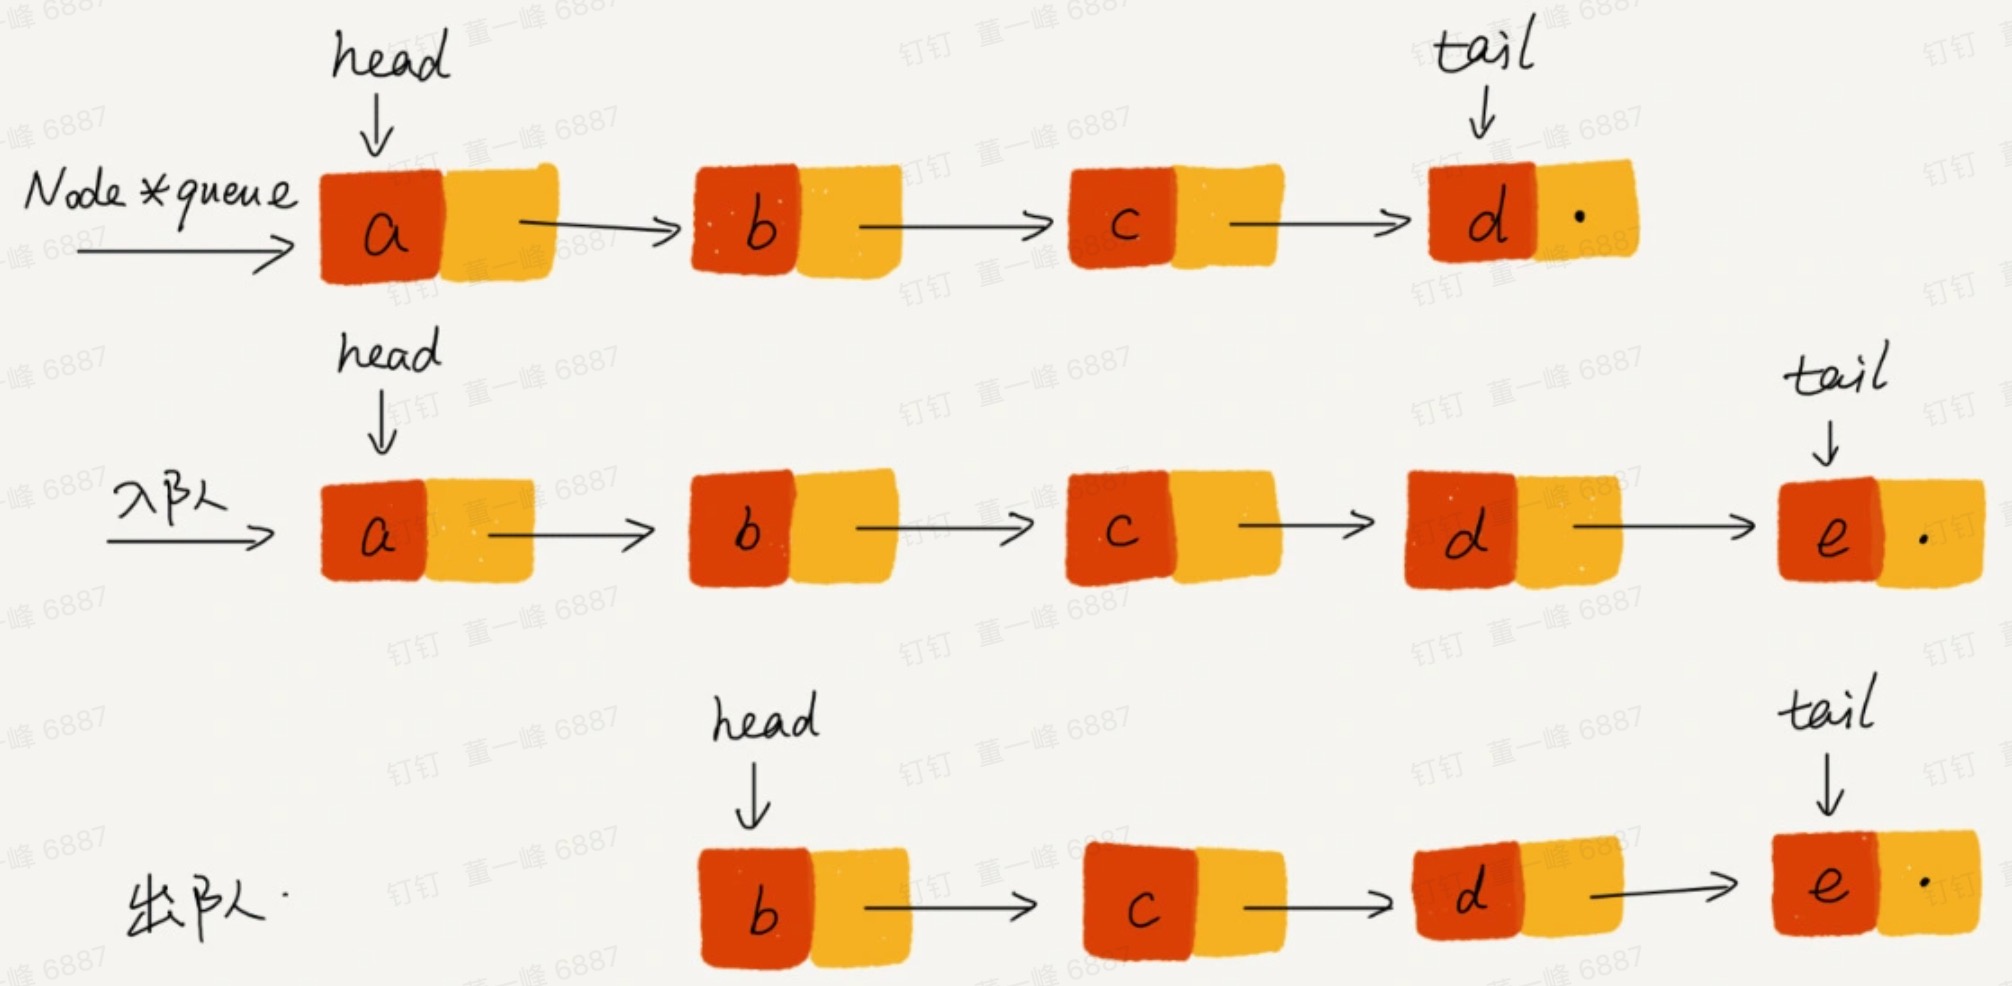 head
tail
Node *queue
a
b
c
d
head
tail
入队
a
b
c
d
e
head
tail
出队
b
c
d
e
钉钉 董一峰 6887